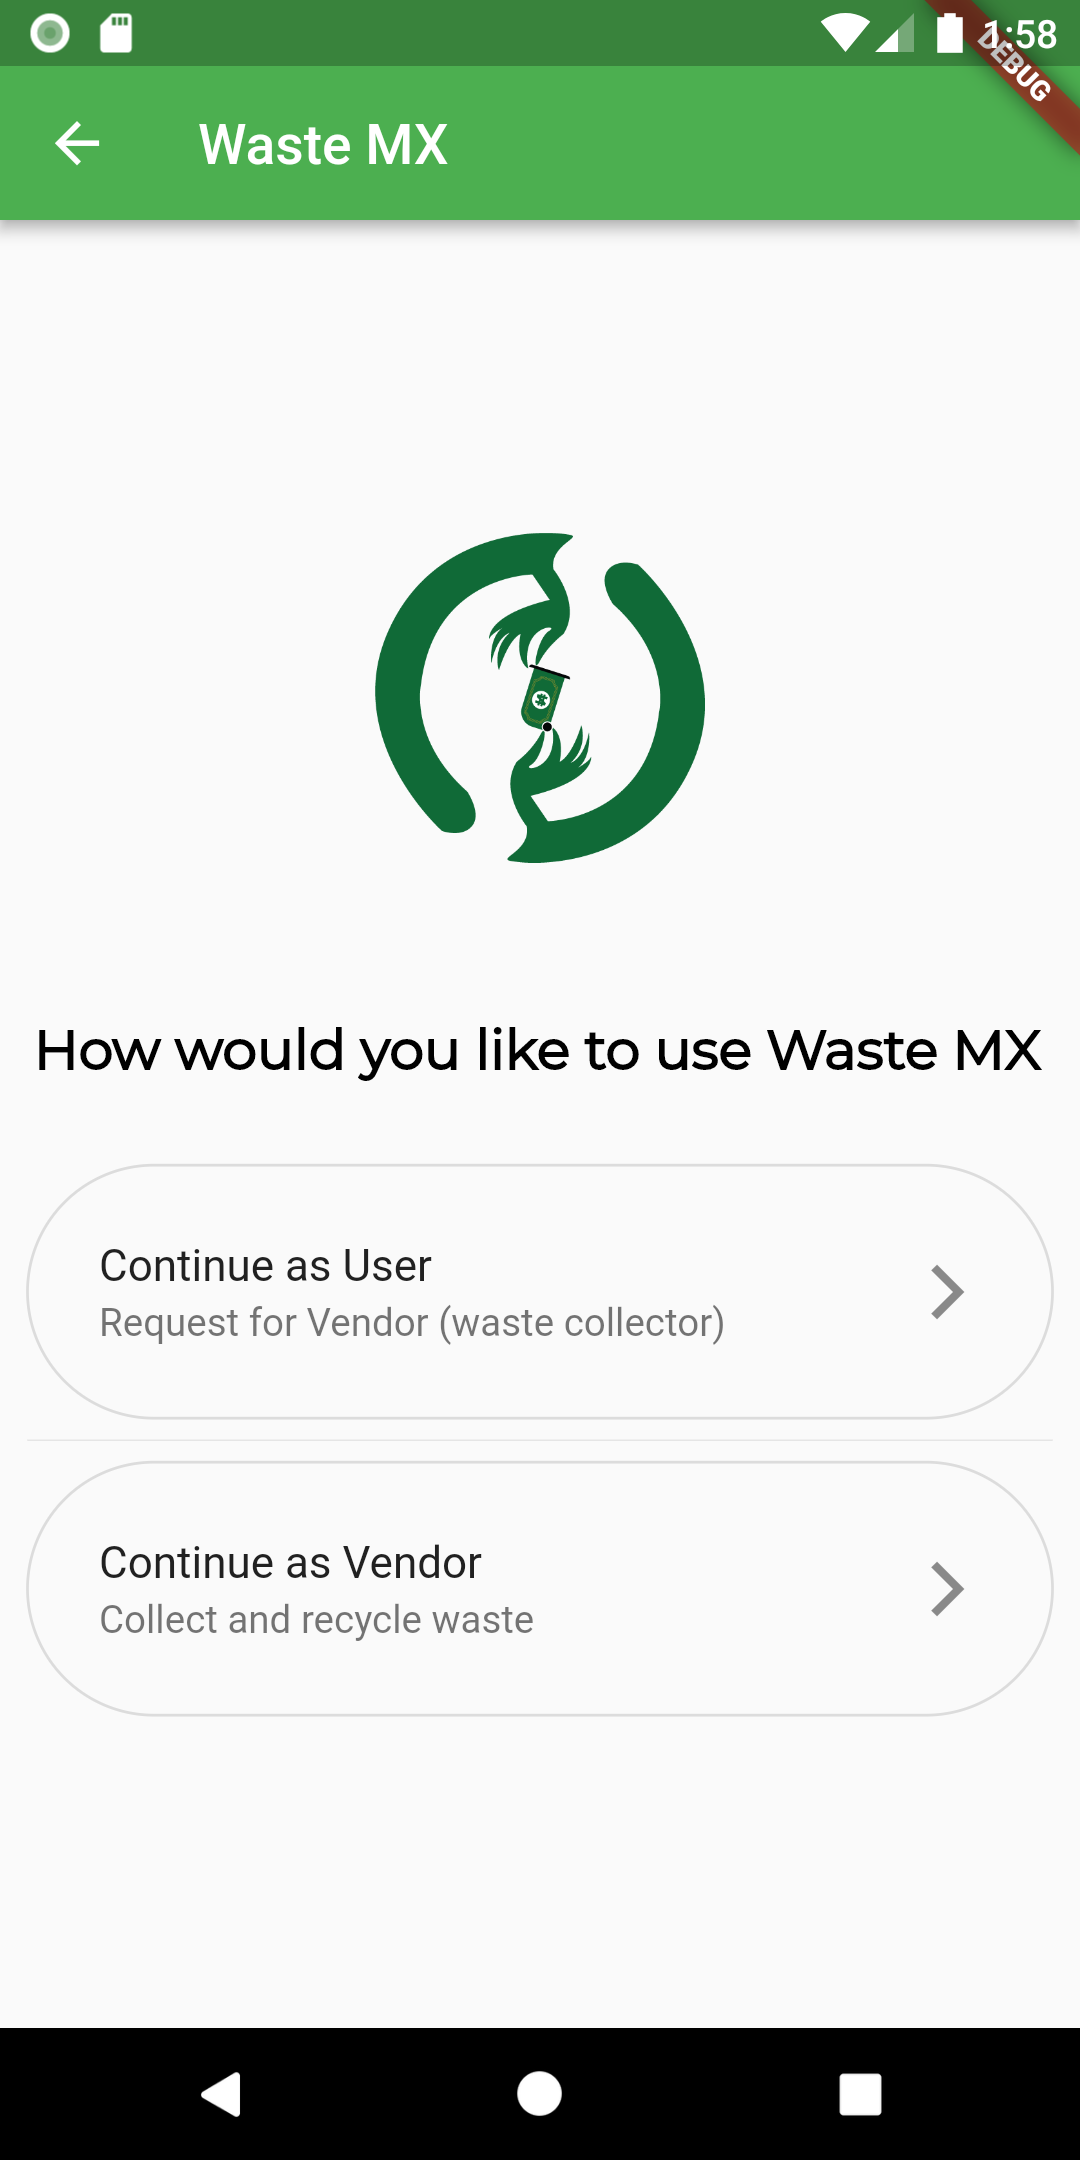 1:58
DEBUG
Waste MX
How would you like to use Waste MX
Continue as User
Request for Vendor (waste collector)
Continue as Vendor
Collect and recycle waste